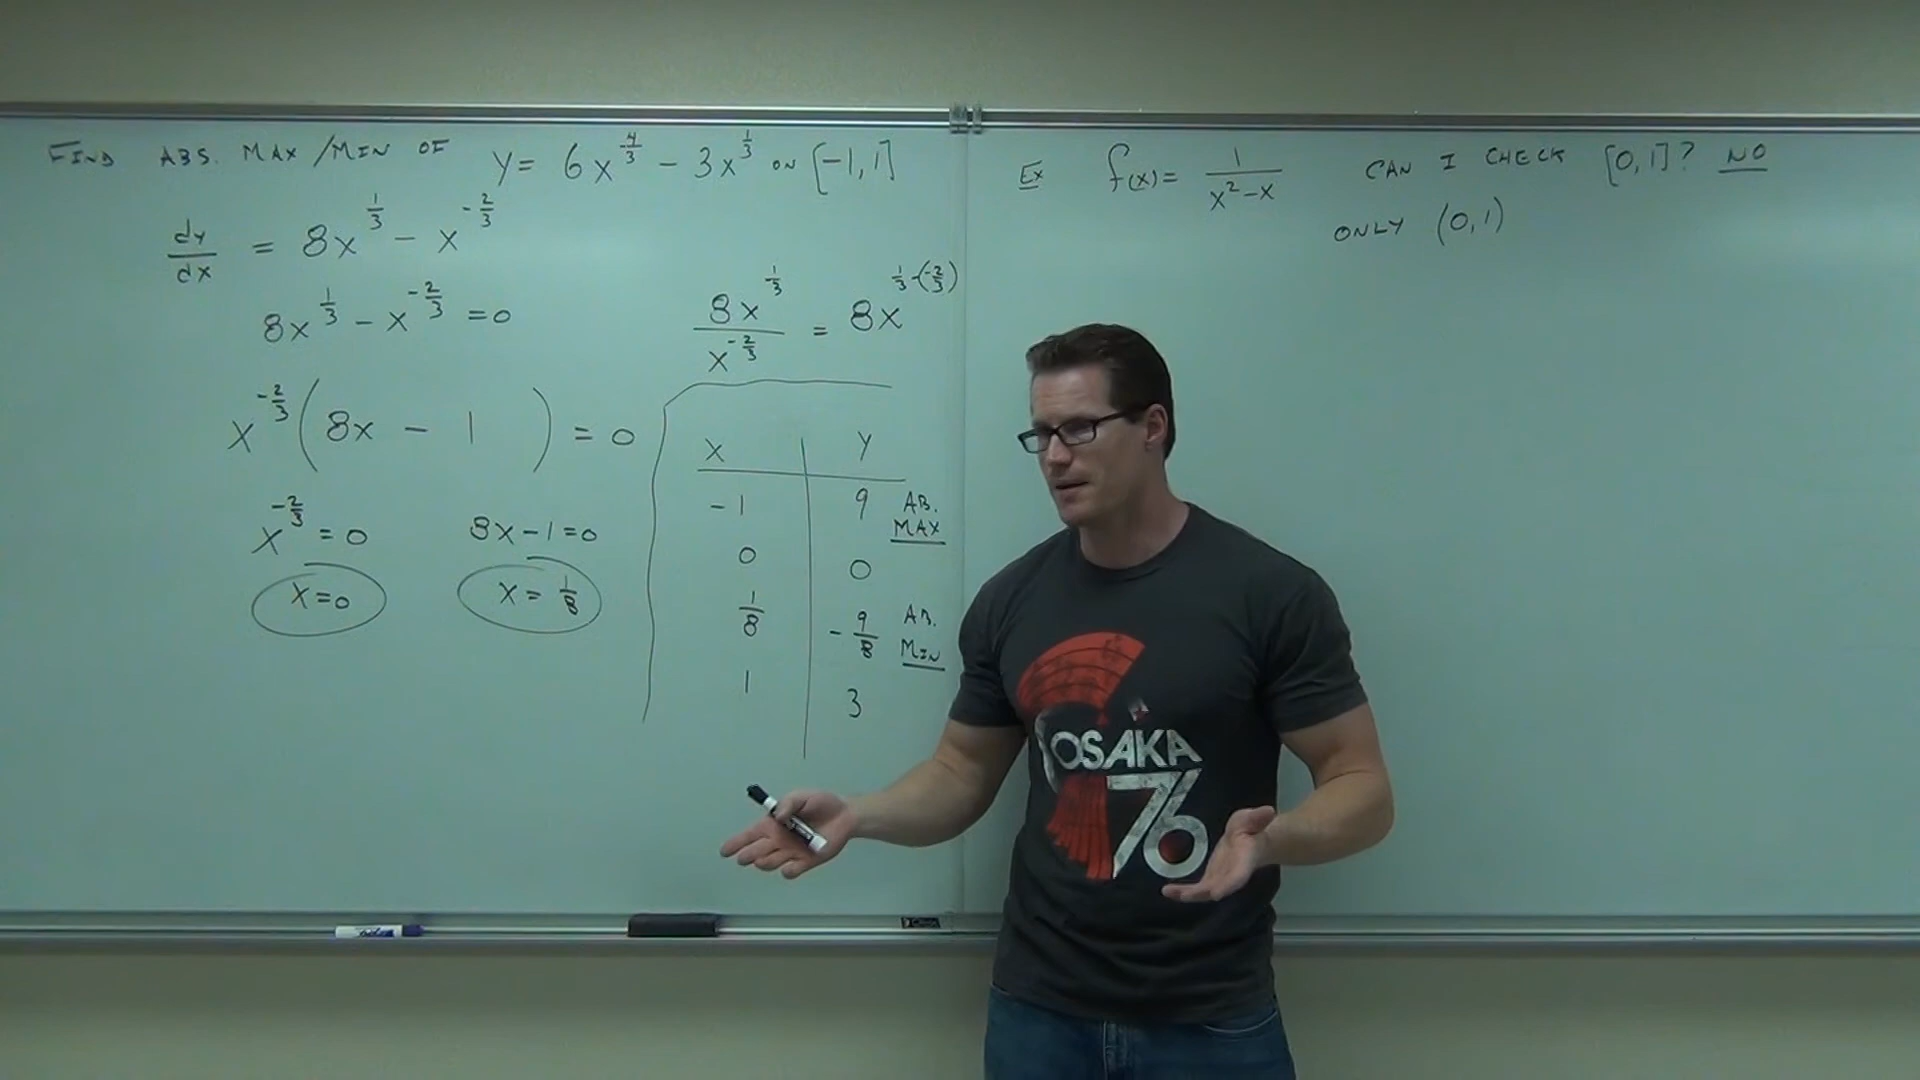 FIND ABS. MAX/MIN OF y = 6x^{4/3} - 3x^{1/3} ON [-1,1]
dy/dx = 8x^{1/3} - x^{-2/3}
8x^{1/3} - x^{-2/3} = 0
x^{-2/3}(8x - 1) = 0
x^{-2/3} = 0 8x-1=0
x=0 x= 1/8
8x^{1/3}/x^{-2/3} = 8x^{1/3-(-2/3)}
X Y
-1 9 AB. MAX
0 0
1/8 -9/8 AB. MIN
1 3
Ex f(x)= 1/(x^2-x) CAN I CHECK [0,1]? NO
ONLY (0,1)
OSAKA
76